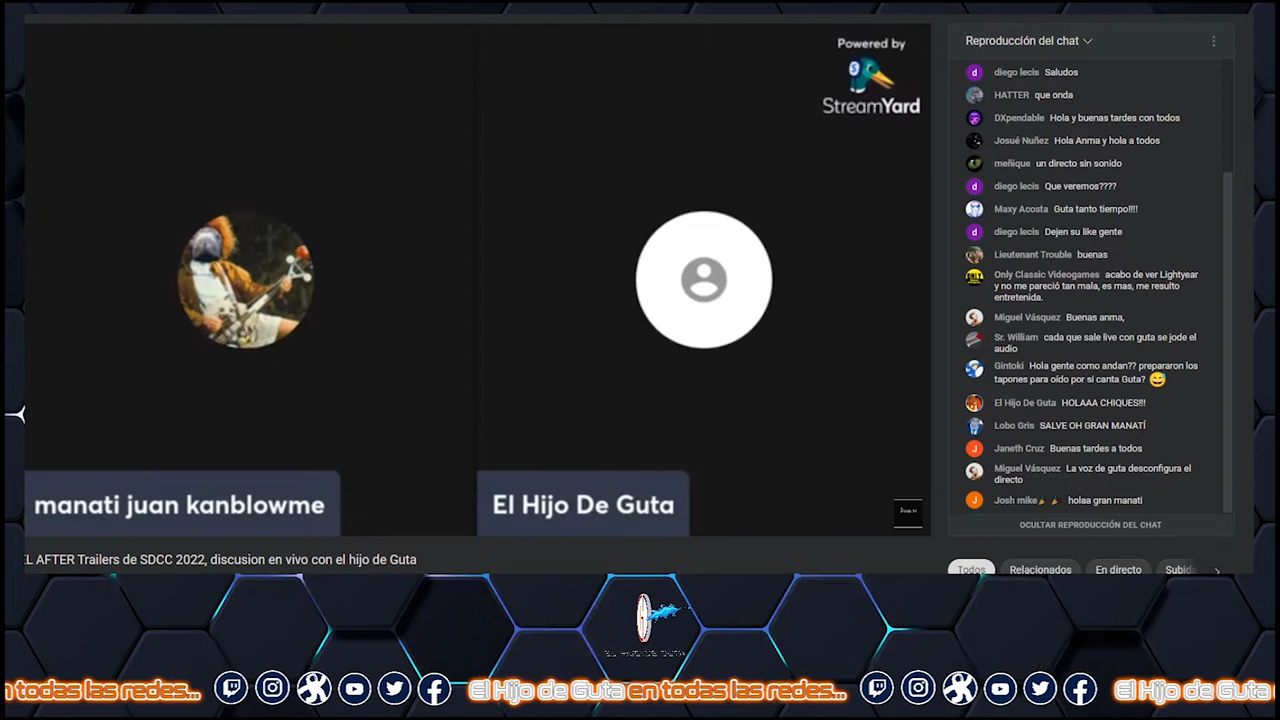 Powered by
StreamYard
manati juan kanblowme
El Hijo De Guta
EL AFTER Trailers de SDCC 2022, discusion en vivo con el hijo de Guta
Reproducción del chat
diego lecis Saludos
HATTER que onda
DXpendable Hola y buenas tardes con todos
Josué Nuñez Hola Anma y hola a todos
meñique un directo sin sonido
diego lecis Que veremos????
Maxy Acosta Guta tanto tiempo!!!!
diego lecis Dejen su like gente
Lieutenant Trouble buenas
Only Classic Videogames acabo de ver Lightyear
y no me pareció tan mala, es mas, me resulto
entretenida.
Miguel Vásquez Buenas anma,
Sr. William cada que sale live con guta se jode el
audio
Gintoki Hola gente como andan?? prepararon los
tapones para oído por si canta Guta? 😅
El Hijo De Guta HOLAAA CHIQUES!!!
Lobo Gris SALVE OH GRAN MANATÍ
Janeth Cruz Buenas tardes a todos
Miguel Vásquez La voz de guta desconfigura el
directo
Josh mike🎉 🎉 holaa gran manati
OCULTAR REPRODUCCIÓN DEL CHAT
Todos Relacionados En directo Subid
n todas las redes... El Hijo de Guta en todas las redes... El Hijo de Guta